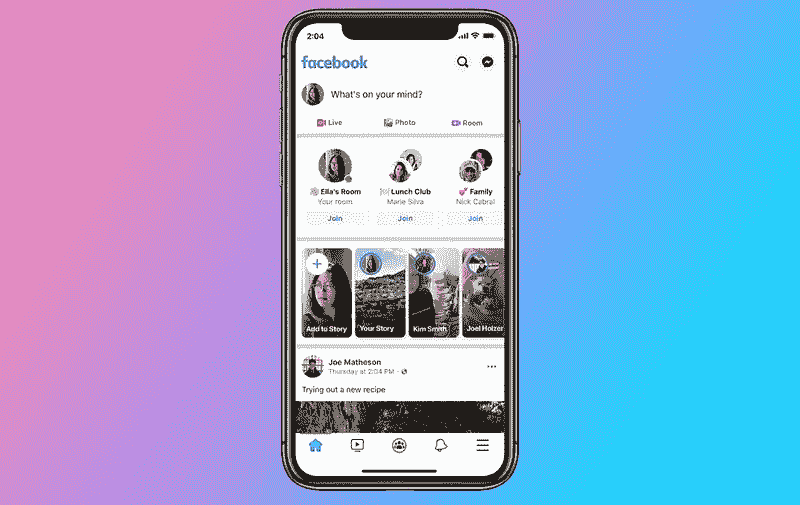 2:04
facebook
What's on your mind?
Live Photo Room
Ella's Room Lunch Club Family
Your room Marie Silva Nick Cabral
Join Join Join
Add to Story Your Story Kim Smith Joel Holzer
Joe Matheson
Thursday at 2:04 PM ·
Trying out a new recipe